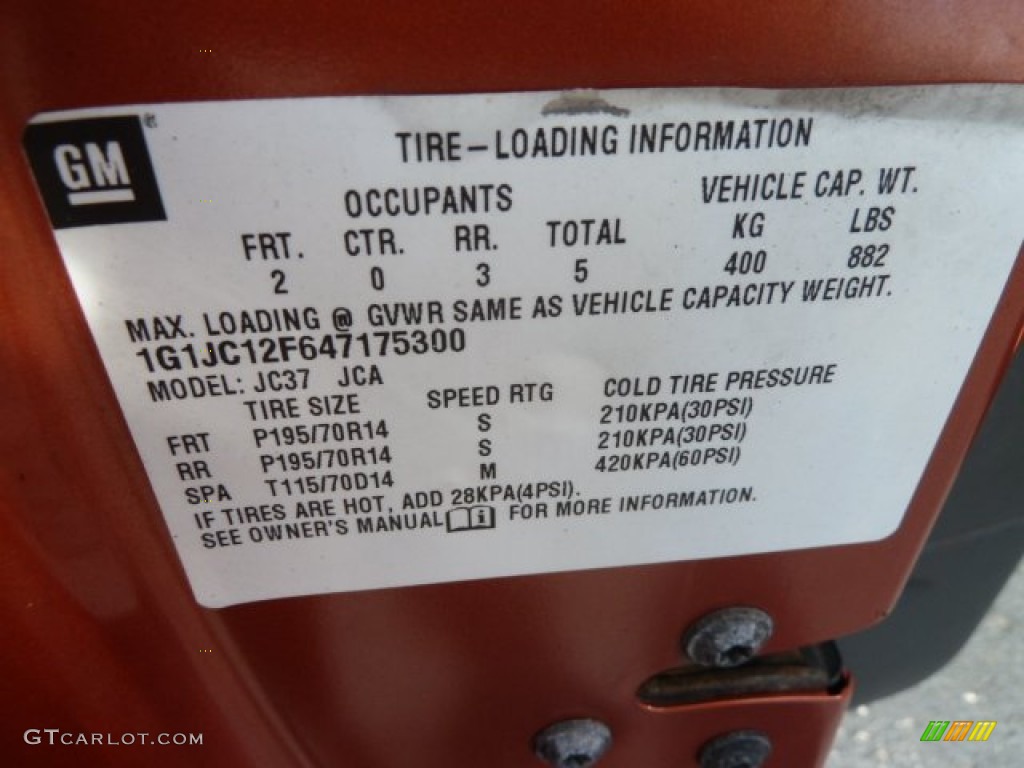 GM
TIRE-LOADING INFORMATION
OCCUPANTS VEHICLE CAP. WT.
FRT. CTR. RR. TOTAL KG LBS
2 0 3 5 400 882
MAX. LOADING @ GVWR SAME AS VEHICLE CAPACITY WEIGHT.
1G1JC12F647175300
MODEL: JC37 JCA
TIRE SIZE SPEED RTG COLD TIRE PRESSURE
FRT P195/70R14 S 210KPA(30PSI)
RR P195/70R14 S 210KPA(30PSI)
SPA T115/70D14 M 420KPA(60PSI)
IF TIRES ARE HOT, ADD 28KPA(4PSI).
SEE OWNER'S MANUAL FOR MORE INFORMATION.
GTCARLOT.COM